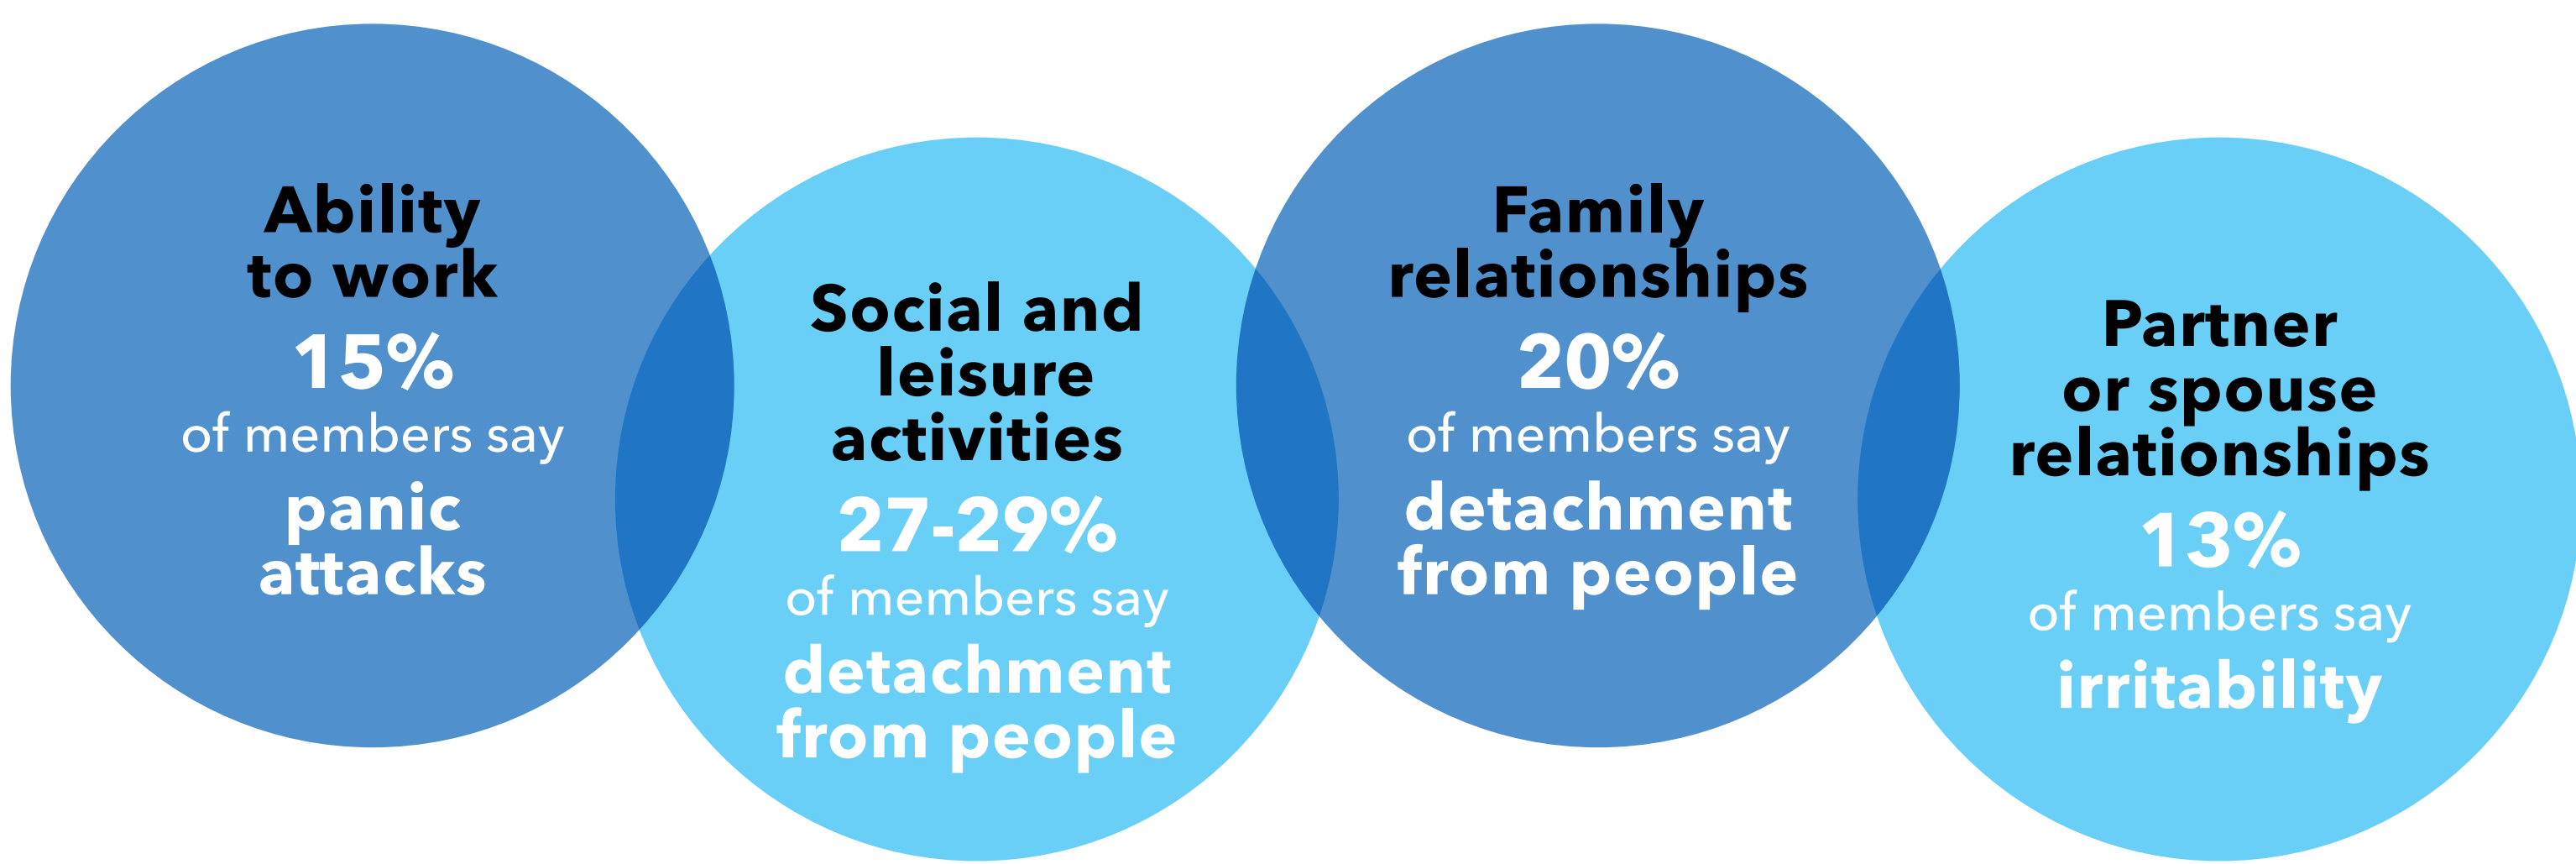 Ability
to work
15%
of members say
panic
attacks
Social and
leisure
activities
27-29%
of members say
detachment
from people
Family
relationships
20%
of members say
detachment
from people
Partner
or spouse
relationships
13%
of members say
irritability